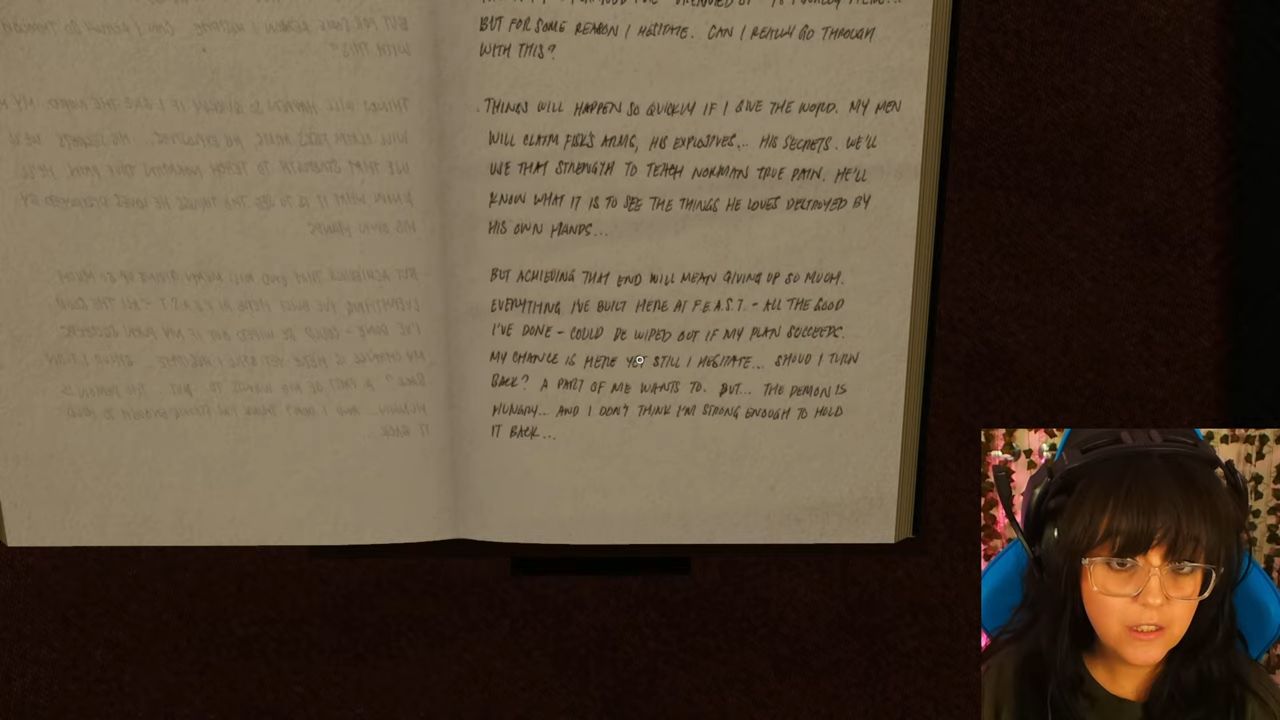 BUT FOR SOME REASON I HESITATE. CAN I REALLY GO THROUGH
WITH THIS?
THINGS WILL HAPPEN SO QUICKLY IF I GIVE THE WORD. MY MEN
WILL CLAIM FISK'S ARMS, HIS EXPLOSIVES... HIS SECRETS. WE'LL
USE THAT STRENGTH TO TEACH NORMAN TRUE PAIN. HE'LL
KNOW WHAT IT IS TO SEE THE THINGS HE LOVES DESTROYED BY
HIS OWN HANDS...
BUT ACHIEVING THAT END WILL MEAN GIVING UP SO MUCH.
EVERYTHING I'VE BUILT HERE AT F.E.A.S.T. - ALL THE GOOD
I'VE DONE - COULD BE WIPED OUT IF MY PLAN SUCCEEDS.
MY CHANCE IS HERE YET STILL I HESITATE... SHOULD I TURN
BACK? A PART OF ME WANTS TO. BUT... THE DEMON IS
HUNGRY... AND I DON'T THINK I'M STRONG ENOUGH TO HOLD
IT BACK...